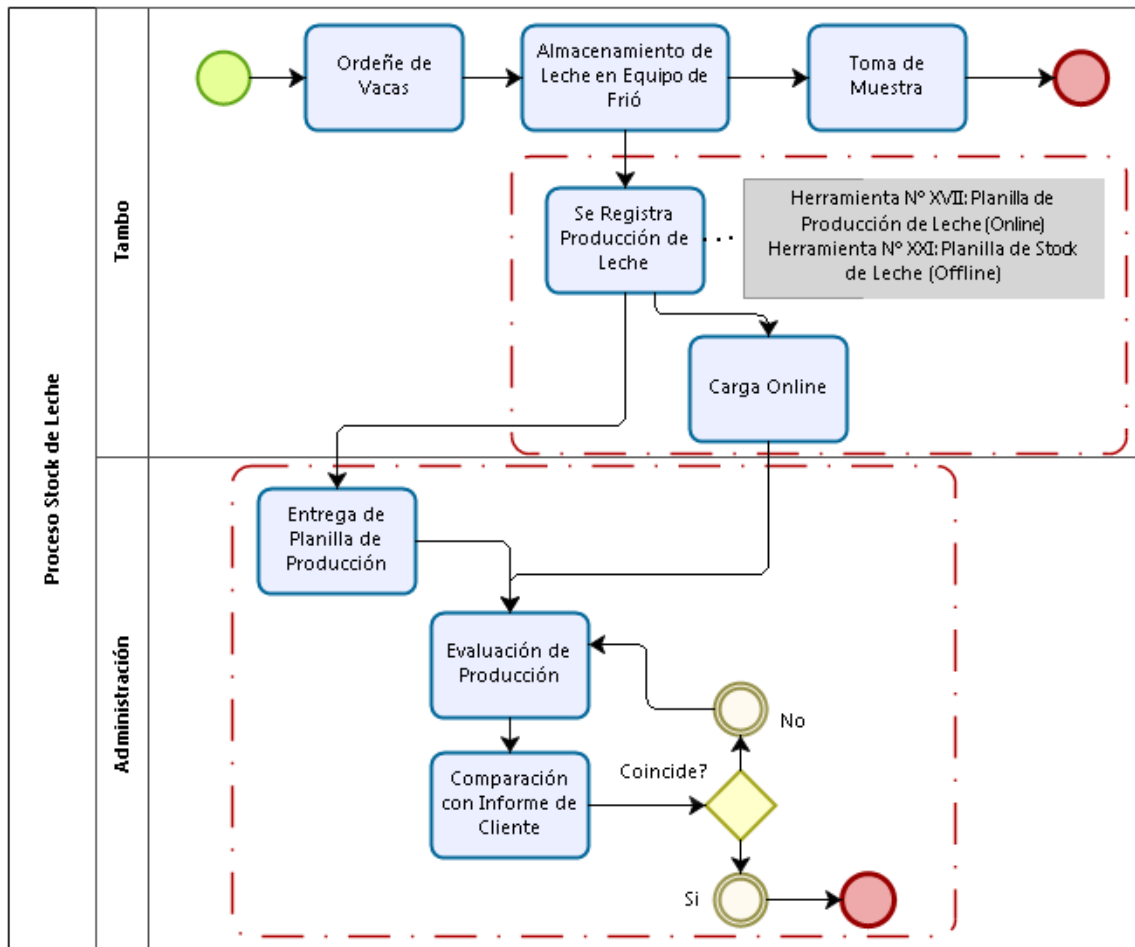 Proceso Stock de Leche
Tambo
Ordeñe de
Vacas
Almacenamiento de
Leche en Equipo de
Frió
Toma de
Muestra
Se Registra
Producción de
Leche
Herramienta N° XVII: Planilla de
Producción de Leche (Online)
Herramienta N° XXI: Planilla de Stock
de Leche (Offline)
Carga Online
Administración
Entrega de
Planilla de
Producción
Evaluación de
Producción
No
Coincide?
Comparación
con Informe de
Cliente
Si